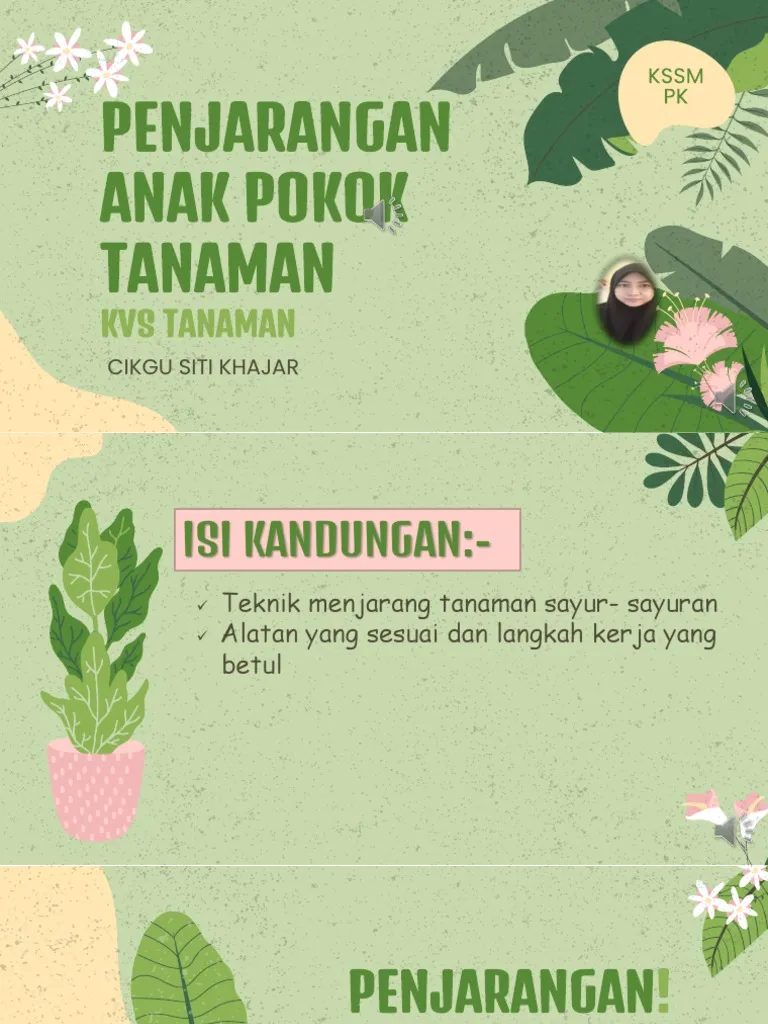 KSSM
PK
PENJARANGAN
ANAK POKOK
TANAMAN
KVS TANAMAN
CIKGU SITI KHAJAR
ISI KANDUNGAN:-
✓ Teknik menjarang tanaman sayur- sayuran
✓ Alatan yang sesuai dan langkah kerja yang
betul
PENJARANGAN!